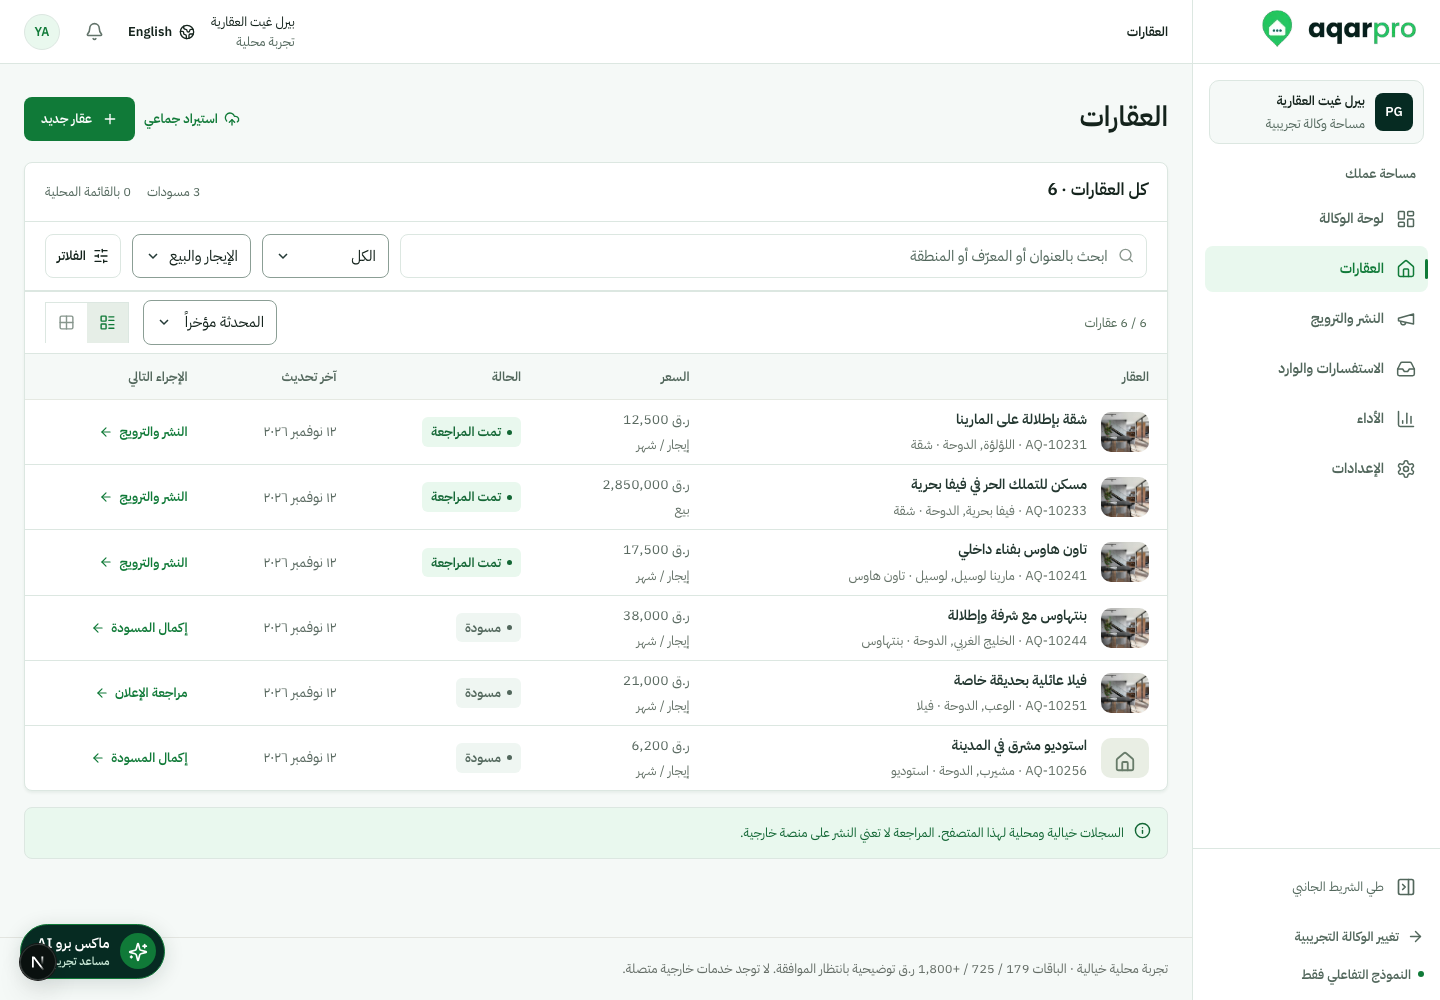 aqarpro
PG
بيرل غيت العقارية
مساحة وكالة تجريبية
مساحة عملك
لوحة الوكالة
العقارات
النشر والترويج
الاستفسارات والوارد
الأداء
الإعدادات
طي الشريط الجانبي
تغيير الوكالة التجريبية
النموذج التفاعلي فقط
العقارات
بيرل غيت العقارية
تجربة محلية
English
YA
العقارات
استيراد جماعي
عقار جديد
كل العقارات · 6
3 مسودات
0 بالقائمة المحلية
ابحث بالعنوان أو المعرّف أو المنطقة
الكل
الإيجار والبيع
الفلاتر
6 / 6 عقارات
المحدثة مؤخراً
العقار السعر الحالة آخر تحديث الإجراء التالي
شقة بإطلالة على المارينا
AQ-10231 · اللؤلؤة, الدوحة · شقة
ر.ق 12,500
إيجار / شهر
تمت المراجعة
١٢ نوفمبر ٢٠٢٦
النشر والترويج
مسكن للتملك الحر في فيفا بحرية
AQ-10233 · فيفا بحرية, الدوحة · شقة
ر.ق 2,850,000
بيع
تمت المراجعة
١٢ نوفمبر ٢٠٢٦
النشر والترويج
تاون هاوس بفناء داخلي
AQ-10241 · مارينا لوسيل, لوسيل · تاون هاوس
ر.ق 17,500
إيجار / شهر
تمت المراجعة
١٢ نوفمبر ٢٠٢٦
النشر والترويج
بنتهاوس مع شرفة وإطلالة
AQ-10244 · الخليج الغربي, الدوحة · بنتهاوس
ر.ق 38,000
إيجار / شهر
مسودة
١٢ نوفمبر ٢٠٢٦
إكمال المسودة
فيلا عائلية بحديقة خاصة
AQ-10251 · الوعب, الدوحة · فيلا
ر.ق 21,000
إيجار / شهر
مسودة
١٢ نوفمبر ٢٠٢٦
مراجعة الإعلان
استوديو مشرق في المدينة
AQ-10256 · مشيرب, الدوحة · استوديو
ر.ق 6,200
إيجار / شهر
مسودة
١٢ نوفمبر ٢٠٢٦
إكمال المسودة
السجلات خيالية ومحلية لهذا المتصفح. المراجعة لا تعني النشر على منصة خارجية.
تجربة محلية خيالية · الباقات 179 / 725 / +1,800 ر.ق توضيحية بانتظار الموافقة. لا توجد خدمات خارجية متصلة.
ماكس برو AI
مساعد
N